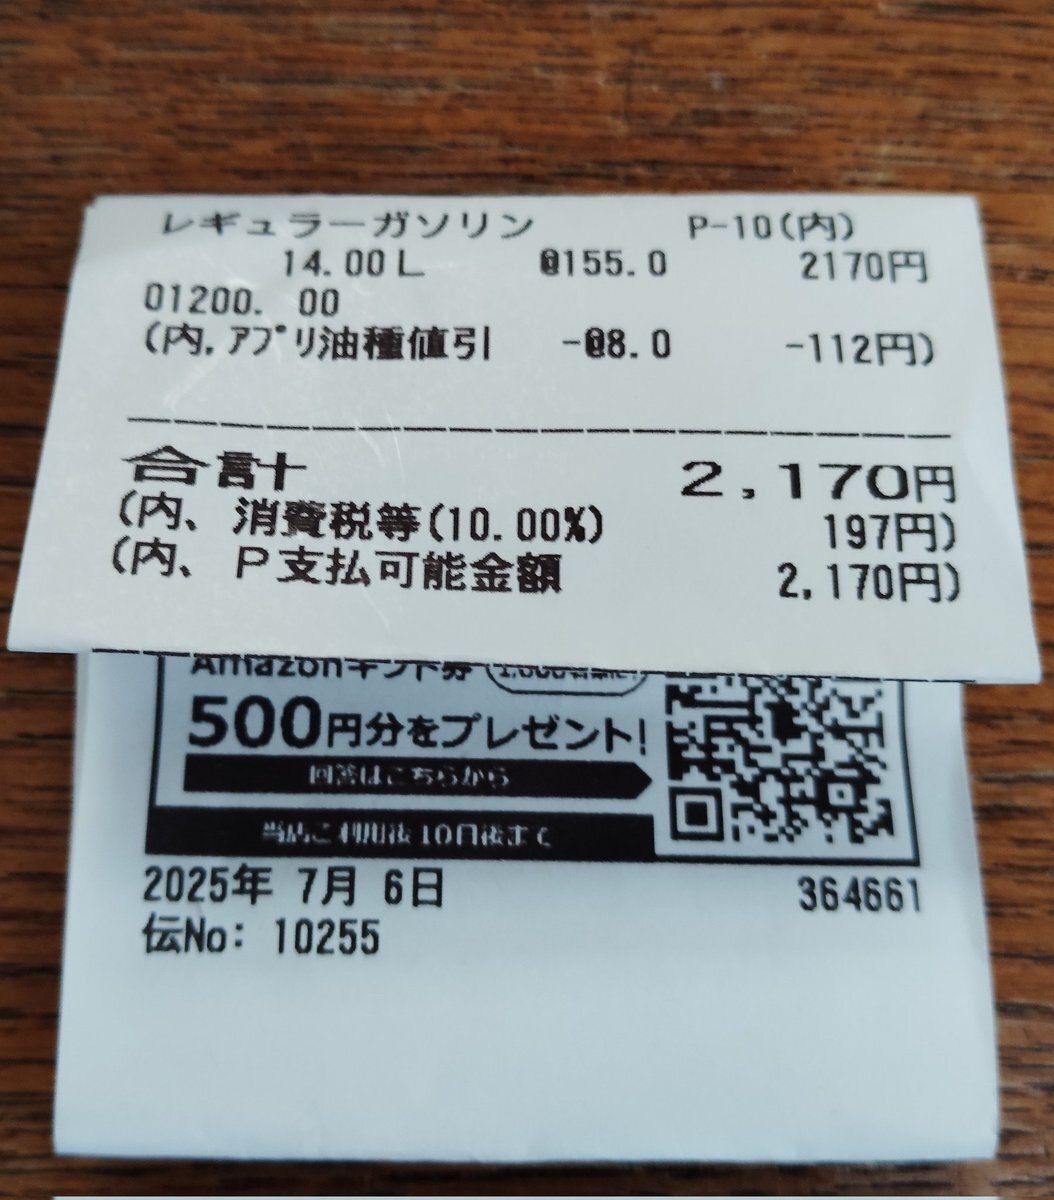 レギュラーガソリン P-10(内)
14.00L @155.0 2170円
01200. 00
(内,アプリ油種値引 -@8.0 -112円)
合計 2,170円
(内、消費税等(10.00%) 197円)
(内、P支払可能金額 2,170円)
Amazonギフト券
500円分をプレゼント!
回答はこちらから
当店ご利用後10日後まで
2025年 7月 6日 364661
伝No: 10255